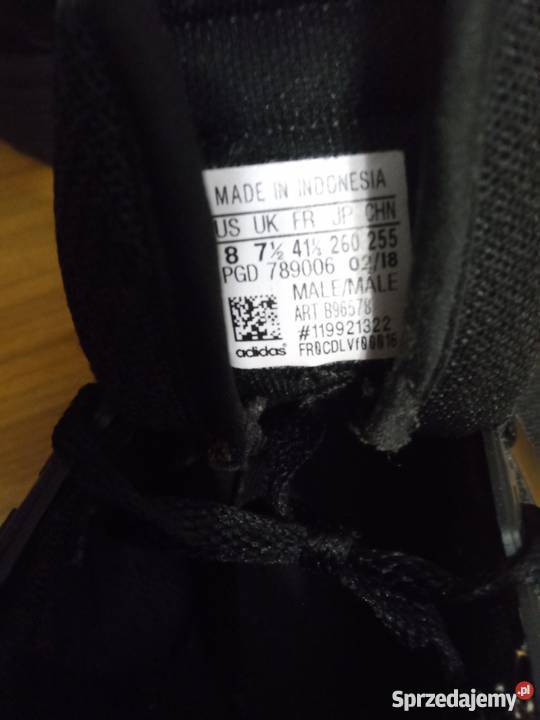 MADE IN INDONESIA
US UK FR JP CHN
8 7½ 41⅓ 260 255
PGD 789006 02/18
MALE/MALE
ART B96578
#119921322
adidas FR0CDLVf00016
Sprzedajemy.pl